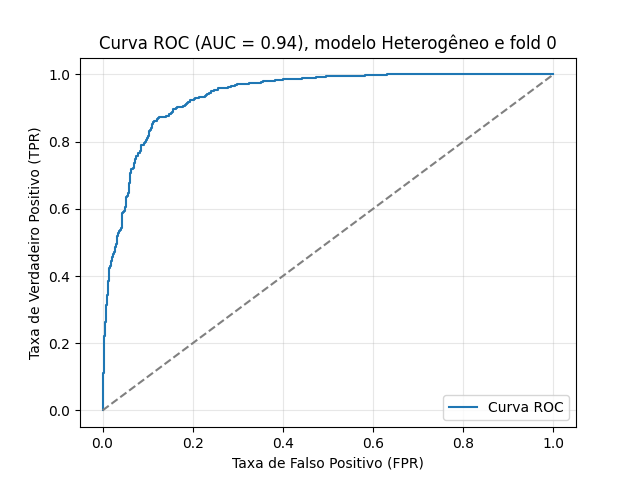 Curva ROC (AUC = 0.94), modelo Heterogêneo e fold 0
Taxa de Verdadeiro Positivo (TPR)
1.0
0.8
0.6
0.4
0.2
0.0
Curva ROC
0.0 0.2 0.4 0.6 0.8 1.0
Taxa de Falso Positivo (FPR)